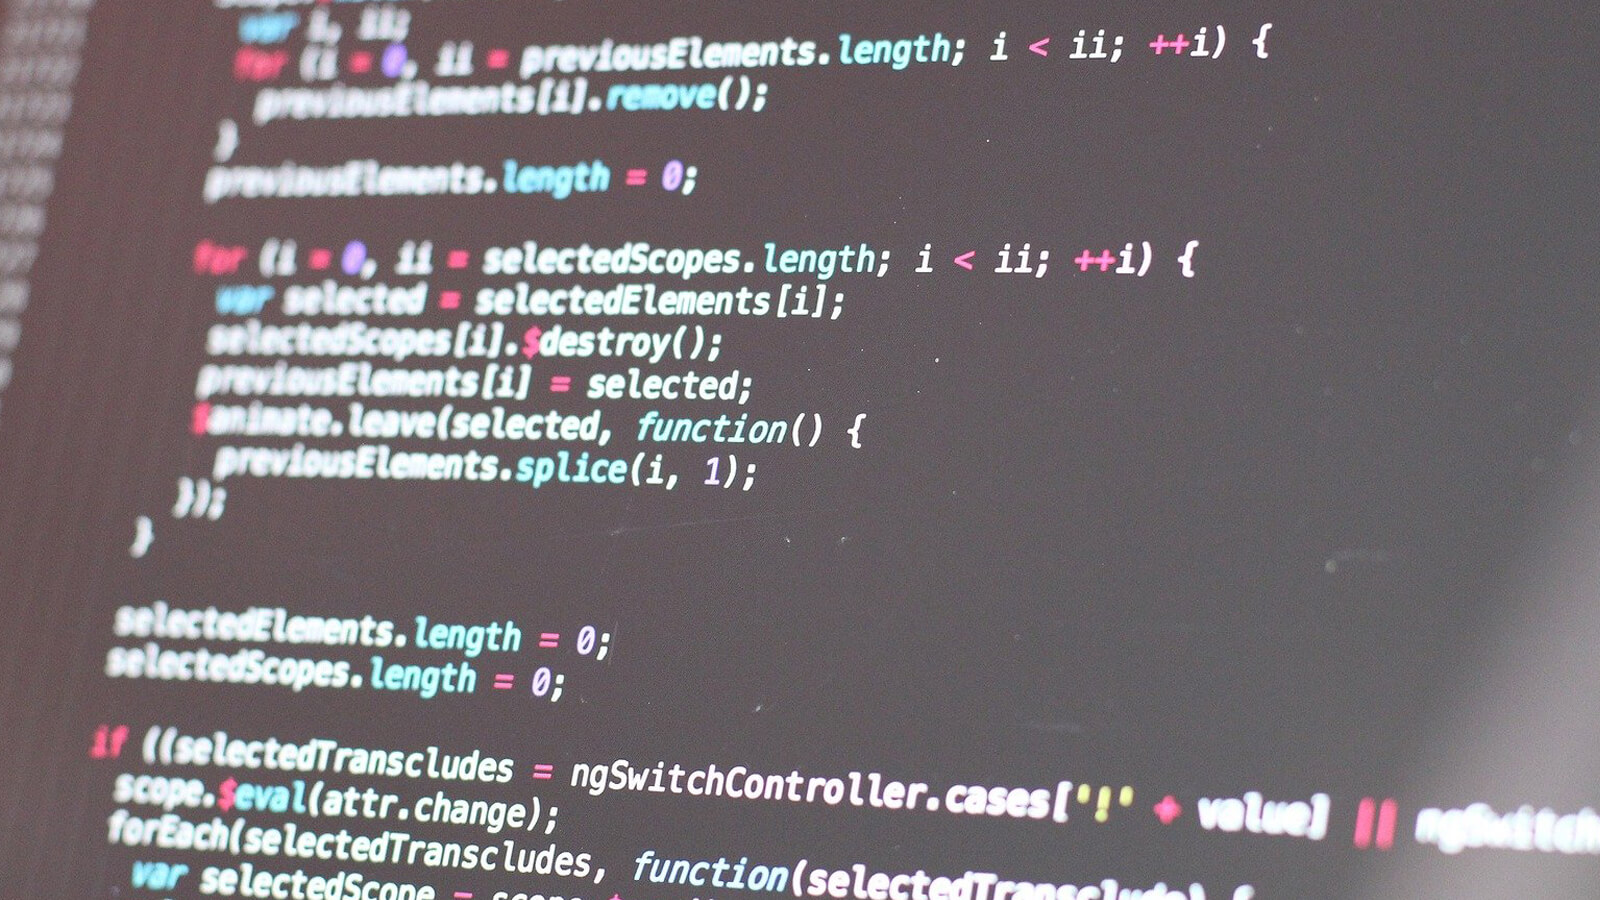 var i, ii;
for (i = 0, ii = previousElements.length; i < ii; ++i) {
previousElements[i].remove();
}
previousElements.length = 0;
for (i = 0, ii = selectedScopes.length; i < ii; ++i) {
var selected = selectedElements[i];
selectedScopes[i].$destroy();
previousElements[i] = selected;
$animate.leave(selected, function() {
previousElements.splice(i, 1);
});
}
selectedElements.length = 0;
selectedScopes.length = 0;
if ((selectedTranscludes = ngSwitchController.cases['!' + value] || ngSwitch
scope.$eval(attr.change);
forEach(selectedTranscludes, function(selectedTransclude) {
var selectedScope =